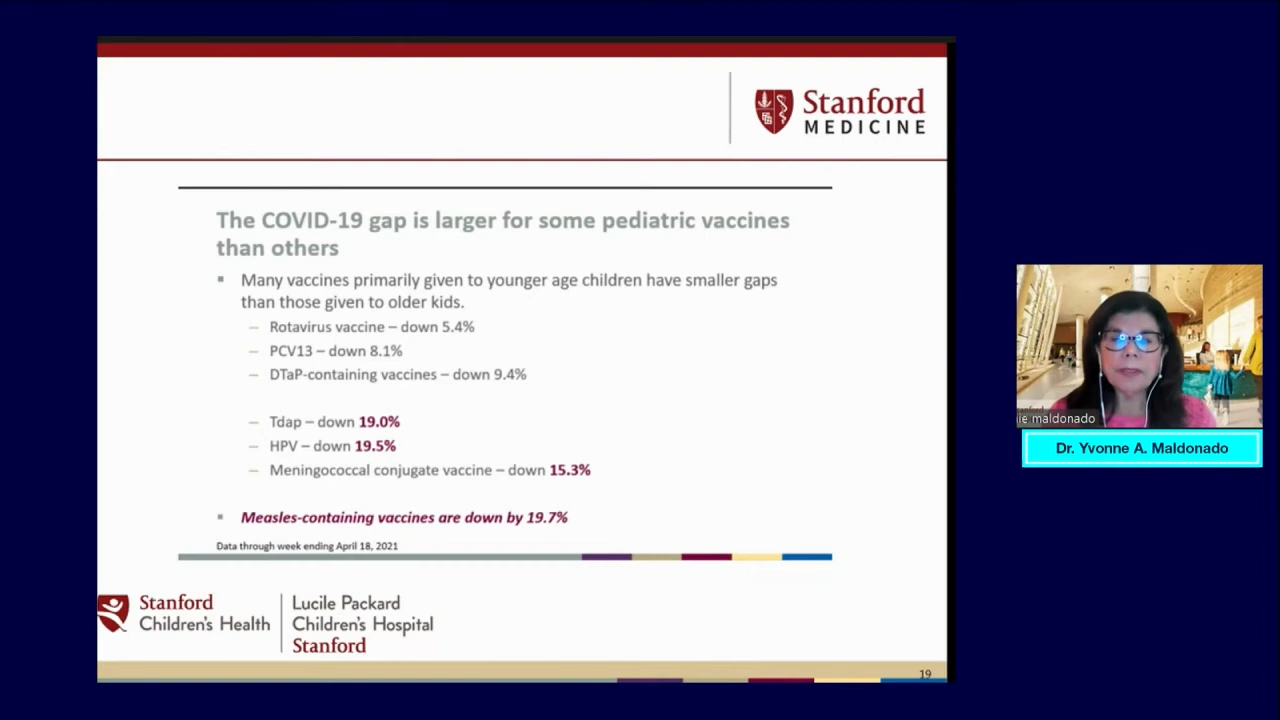 Stanford
MEDICINE
The COVID-19 gap is larger for some pediatric vaccines
than others
Many vaccines primarily given to younger age children have smaller gaps
than those given to older kids.
Rotavirus vaccine – down 5.4%
PCV13 – down 8.1%
DTaP-containing vaccines – down 9.4%
Tdap – down 19.0%
HPV – down 19.5%
Meningococcal conjugate vaccine – down 15.3%
Measles-containing vaccines are down by 19.7%
Data through week ending April 18, 2021
Stanford
Children's Health
Lucile Packard
Children's Hospital
Stanford
19
maldonado
Dr. Yvonne A. Maldonado